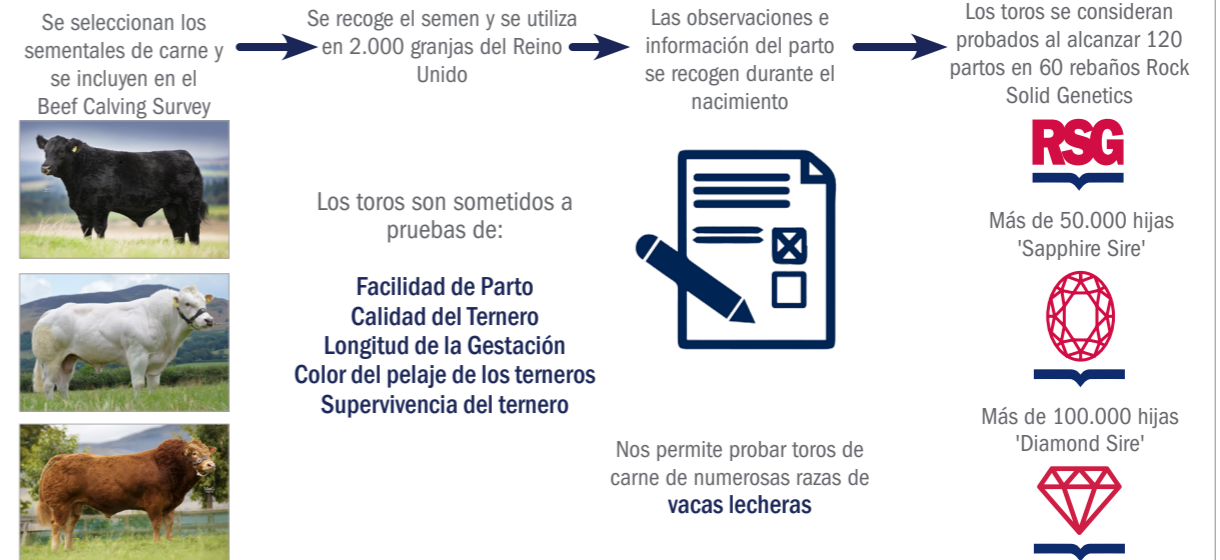 Se seleccionan los
sementales de carne y
se incluyen en el
Beef Calving Survey
Se recoge el semen y se utiliza
en 2.000 granjas del Reino
Unido
Las observaciones e
información del parto
se recogen durante el
nacimiento
Los toros se consideran
probados al alcanzar 120
partos en 60 rebaños Rock
Solid Genetics
RSG
Los toros son sometidos a
pruebas de:
Facilidad de Parto
Calidad del Ternero
Longitud de la Gestación
Color del pelaje de los terneros
Supervivencia del ternero
Nos permite probar toros de
carne de numerosas razas de
vacas lecheras
Más de 50.000 hijas
'Sapphire Sire'
Más de 100.000 hijas
'Diamond Sire'